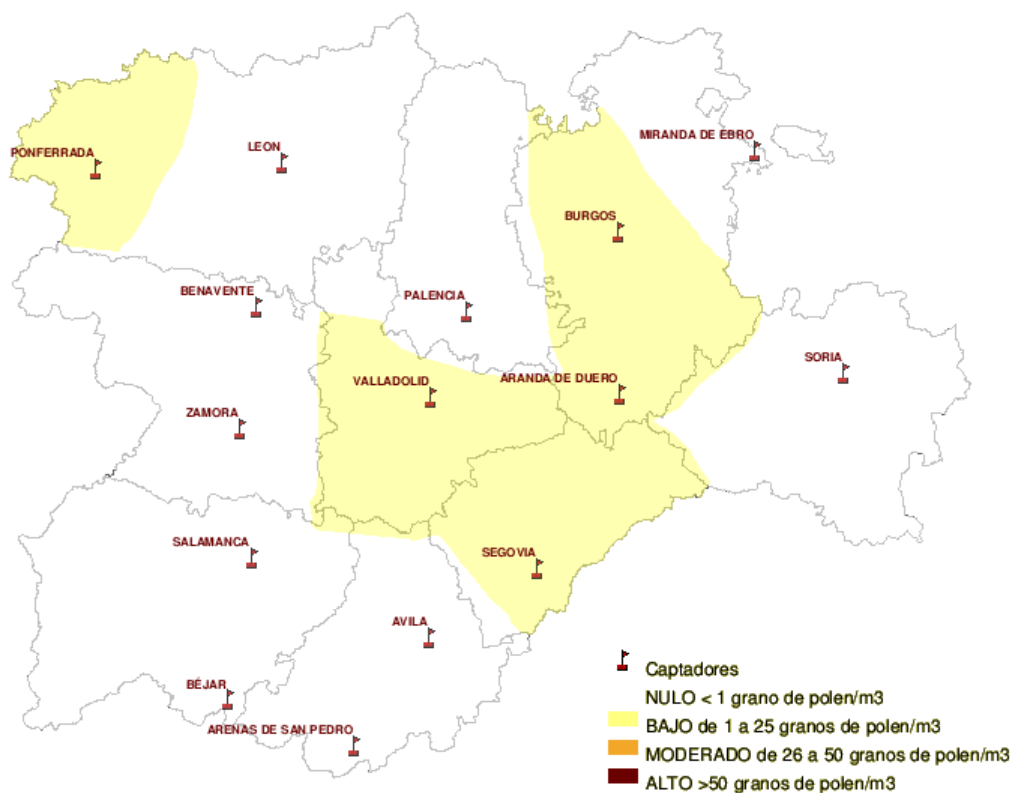 MIRANDA DE EBRO
PONFERRADA
LEON
BURGOS
BENAVENTE
PALENCIA
SORIA
VALLADOLID
ARANDA DE DUERO
ZAMORA
SALAMANCA
SEGOVIA
AVILA
BÉJAR
ARENAS DE SAN PEDRO
Captadores
NULO < 1 grano de polen/m3
BAJO de 1 a 25 granos de polen/m3
MODERADO de 26 a 50 granos de polen/m3
ALTO >50 granos de polen/m3